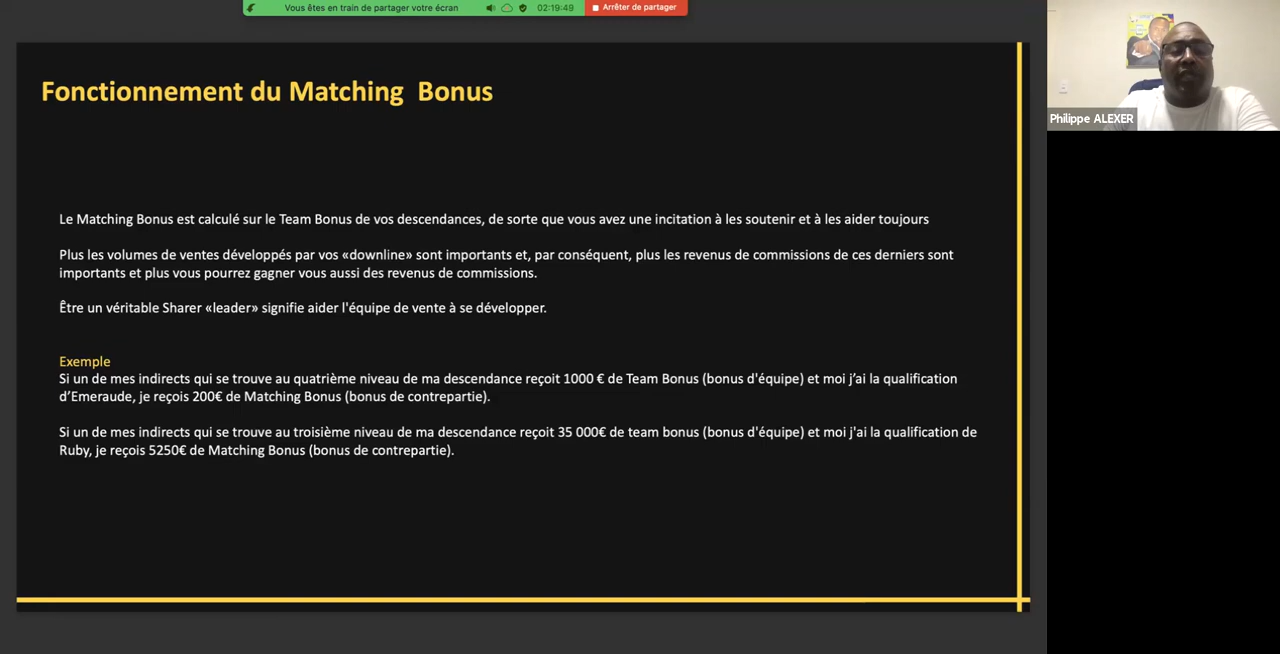 Vous êtes en train de partager votre écran
02:19:49
Arrêter de partager
Fonctionnement du Matching Bonus
Philippe ALEXER
Le Matching Bonus est calculé sur le Team Bonus de vos descendances, de sorte que vous avez une incitation à les soutenir et à les aider toujours
Plus les volumes de ventes développés par vos «downline» sont importants et, par conséquent, plus les revenus de commissions de ces derniers sont
importants et plus vous pourrez gagner vous aussi des revenus de commissions.
Être un véritable Sharer «leader» signifie aider l'équipe de vente à se développer.
Exemple
Si un de mes indirects qui se trouve au quatrième niveau de ma descendance reçoit 1000 € de Team Bonus (bonus d'équipe) et moi j'ai la qualification
d'Emeraude, je reçois 200€ de Matching Bonus (bonus de contrepartie).
Si un de mes indirects qui se trouve au troisième niveau de ma descendance reçoit 35 000€ de team bonus (bonus d'équipe) et moi j'ai la qualification de
Ruby, je reçois 5250€ de Matching Bonus (bonus de contrepartie).